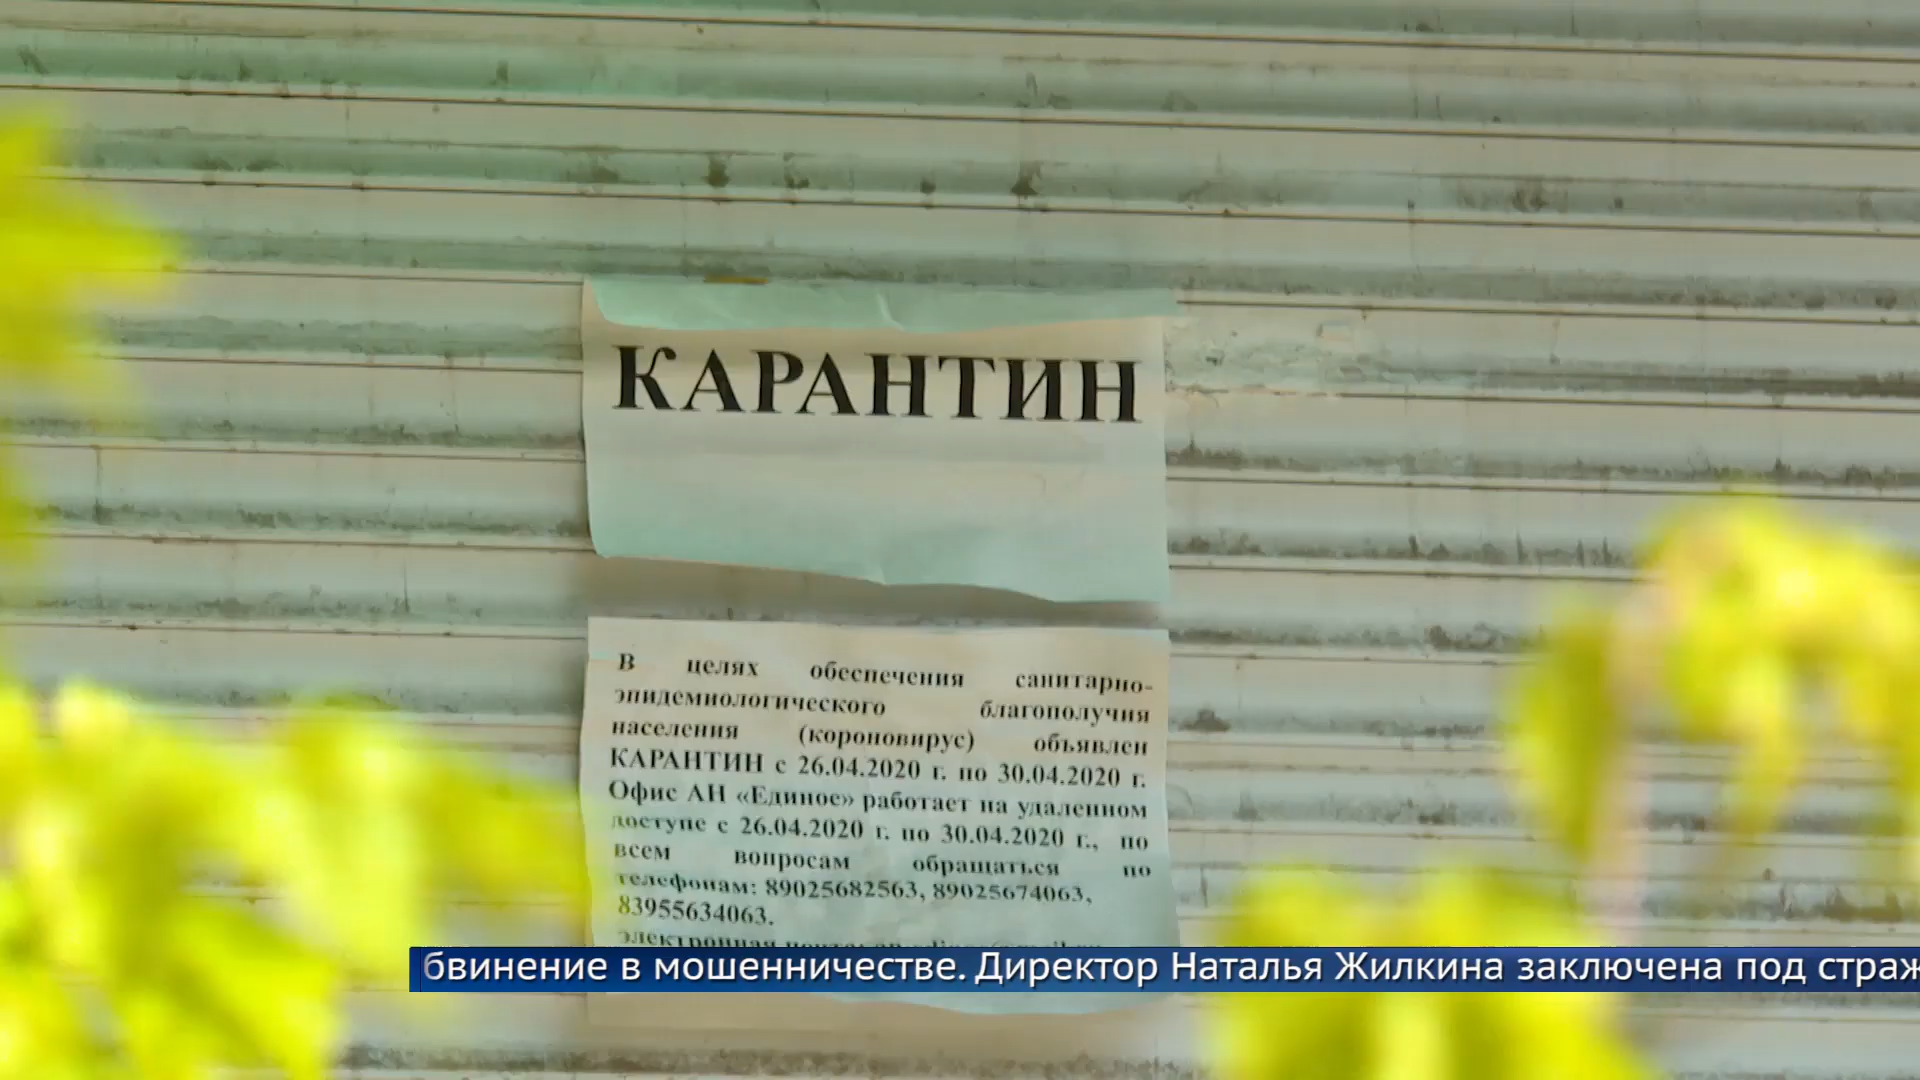 КАРАНТИН
В целях обеспечения санитарно-
эпидемиологического благополучия
населения (короновирус) объявлен
КАРАНТИН с 26.04.2020 г. по 30.04.2020 г.
Офис АН «Единое» работает на удаленном
доступе с 26.04.2020 г. по 30.04.2020 г., по
всем вопросам обращаться по
телефонам: 89025682563, 89025674063,
83955634063.
электронная почта:
бвинение в мошенничестве. Директор Наталья Жилкина заключена под страж